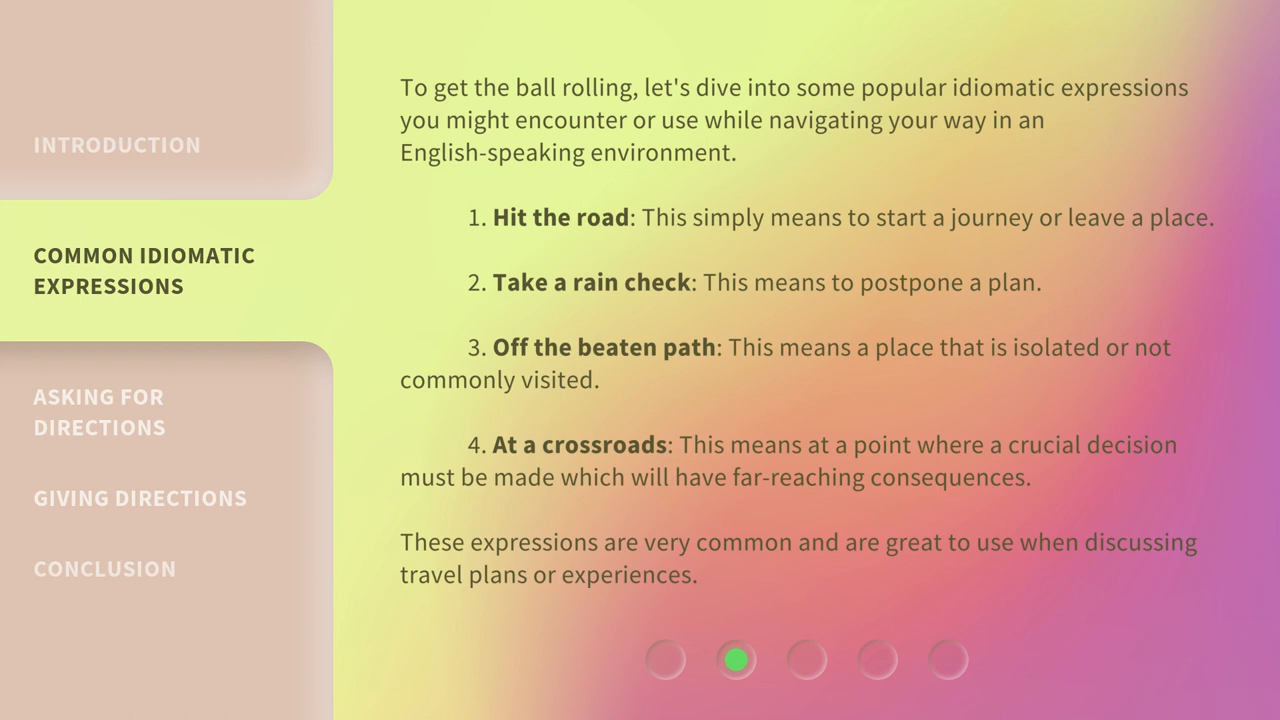 INTRODUCTION
COMMON IDIOMATIC
EXPRESSIONS
ASKING FOR
DIRECTIONS
GIVING DIRECTIONS
CONCLUSION
To get the ball rolling, let's dive into some popular idiomatic expressions
you might encounter or use while navigating your way in an
English-speaking environment.
1. Hit the road: This simply means to start a journey or leave a place.
2. Take a rain check: This means to postpone a plan.
3. Off the beaten path: This means a place that is isolated or not
commonly visited.
4. At a crossroads: This means at a point where a crucial decision
must be made which will have far-reaching consequences.
These expressions are very common and are great to use when discussing
travel plans or experiences.